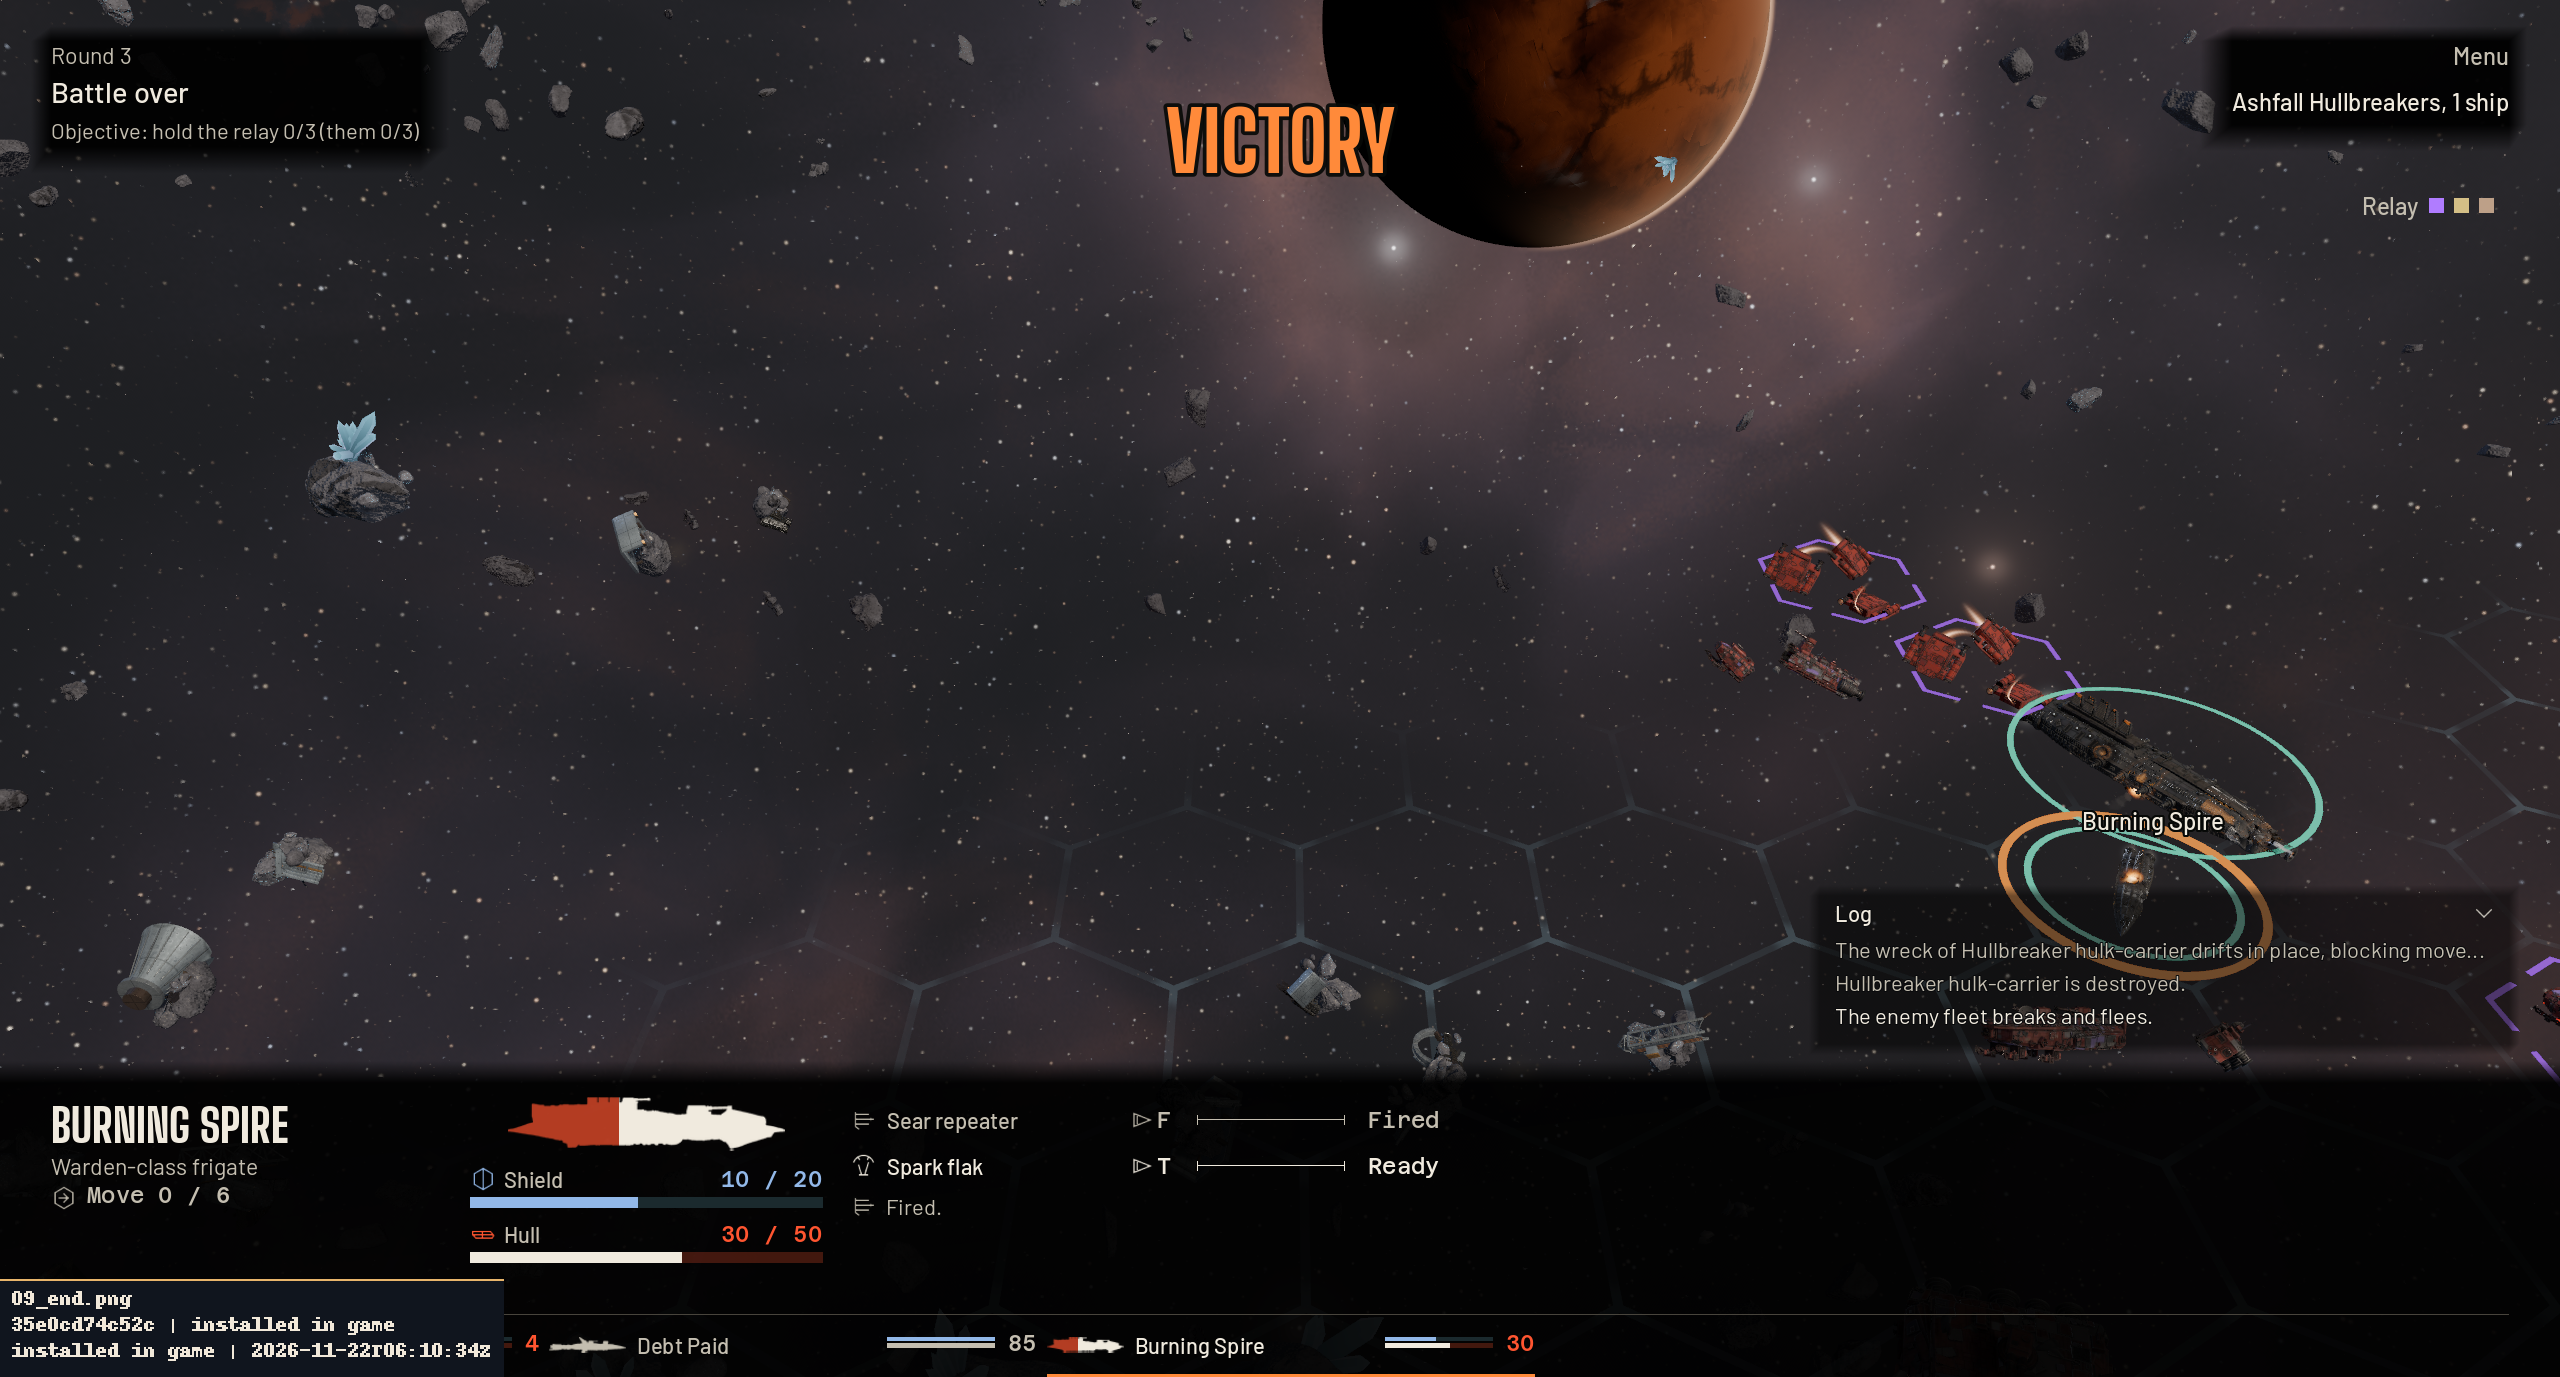 Round 3
Battle over
Objective: hold the relay 0/3 (them 0/3)
VICTORY
Menu
Ashfall Hullbreakers, 1 ship
Relay
Burning Spire
Log
The wreck of Hullbreaker hulk-carrier drifts in place, blocking move...
Hullbreaker hulk-carrier is destroyed.
The enemy fleet breaks and flees.
BURNING SPIRE
Warden-class frigate
Move 0 / 6
Shield 10 / 20
Hull 30 / 50
Sear repeater F Fired
Spark flak T Ready
Fired.
09_end.png
35e0cd74c52c | installed in game
installed in game | 2026-11-22T06:10:34Z
4 Debt Paid 85 Burning Spire 30